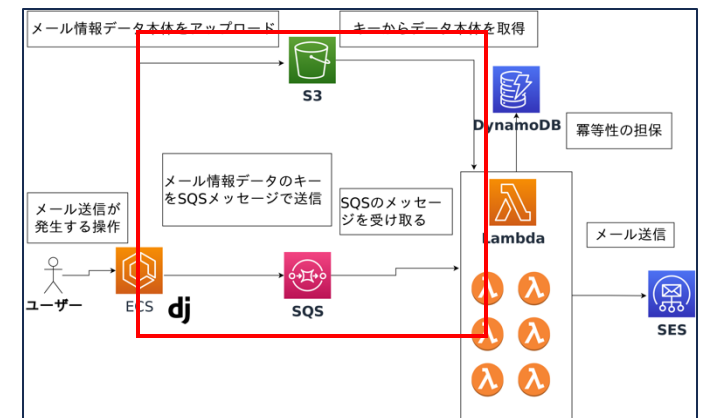 メール情報データ本体をアップロード
キーからデータ本体を取得
S3
DynamoDB
冪等性の担保
メール情報データのキー
をSQSメッセージで送信
SQSのメッセー
ジを受け取る
メール送信が
発生する操作
Lambda
メール送信
ユーザー
ECS
dj
SQS
SES